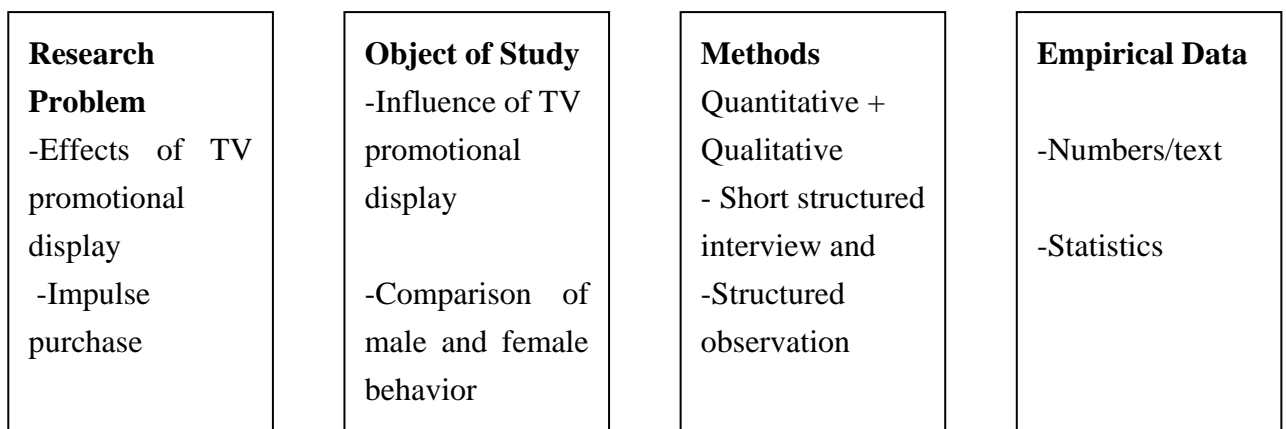 Research
Problem
-Effects of TV
promotional
display
-Impulse
purchase
Object of Study
-Influence of TV
promotional
display
-Comparison of
male and female
behavior
Methods
Quantitative +
Qualitative
- Short structured
interview and
-Structured
observation
Empirical Data
-Numbers/text
-Statistics